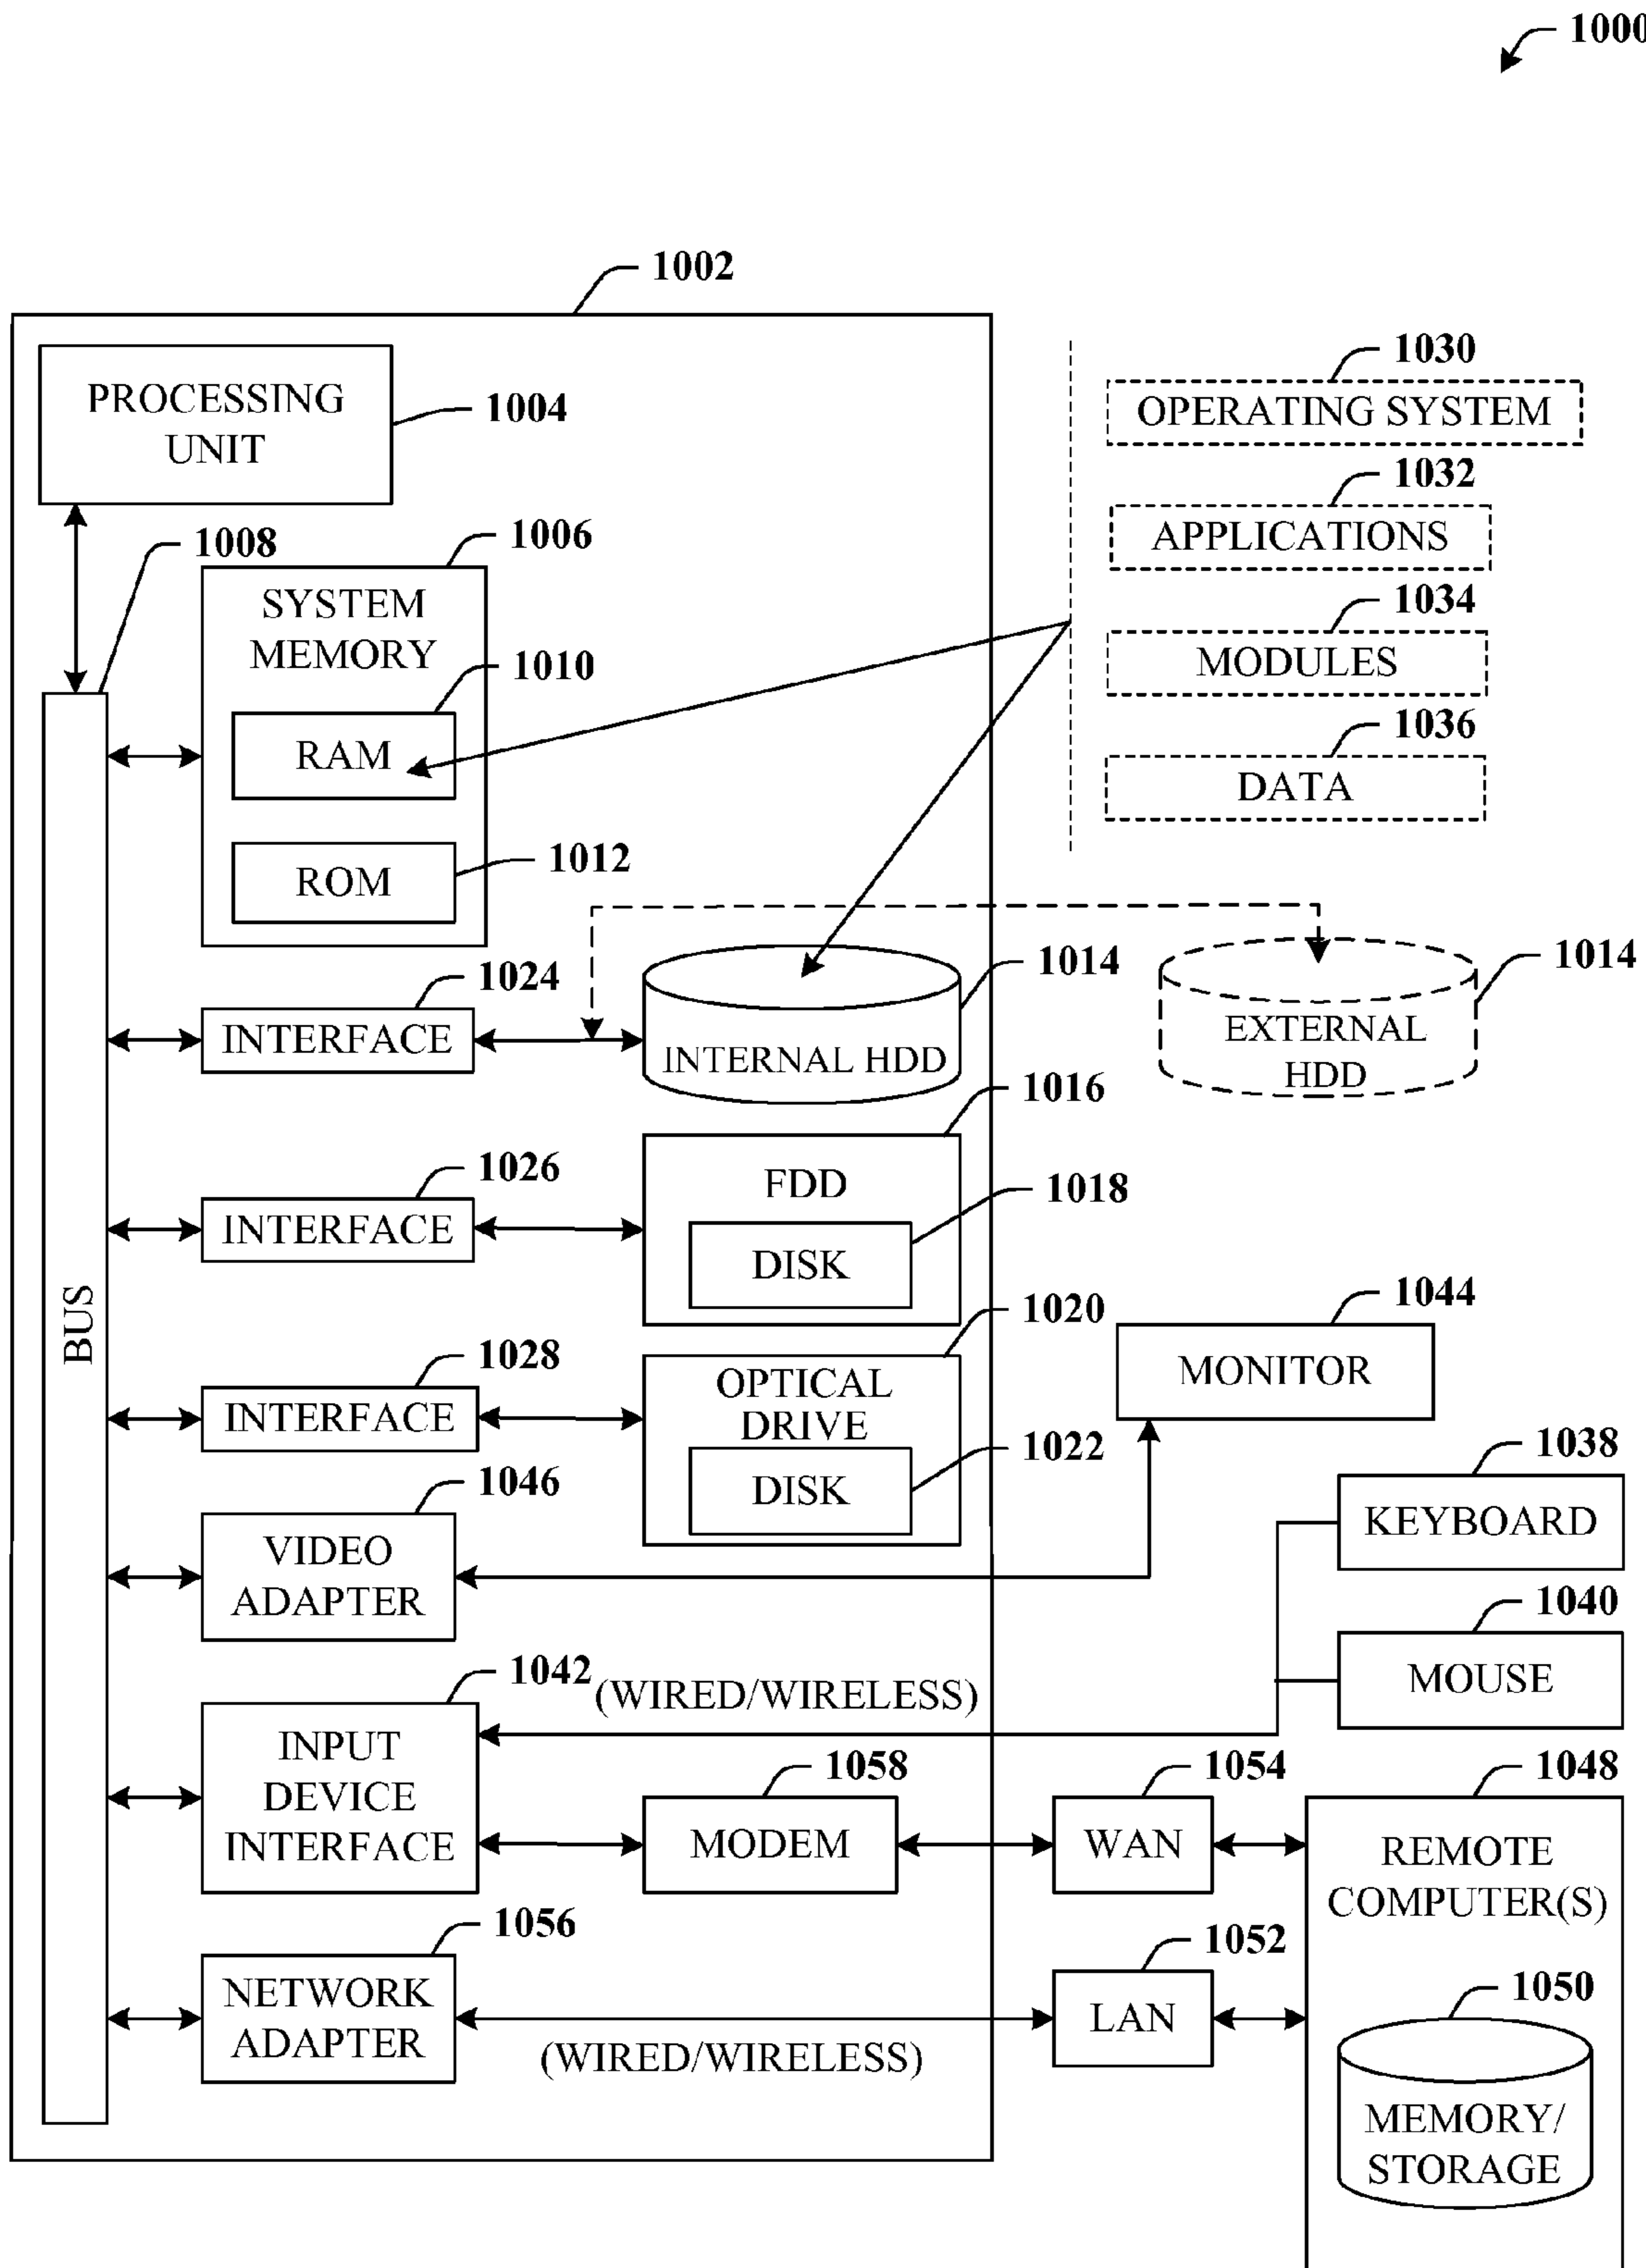 1000
1002
PROCESSING
UNIT
1004
1030
OPERATING SYSTEM
1032
APPLICATIONS
1034
MODULES
1036
DATA
1008
1006
SYSTEM
MEMORY
1010
RAM
1012
ROM
BUS
1024
INTERFACE
1014
INTERNAL HDD
1014
EXTERNAL
HDD
1016
FDD
1018
DISK
1026
INTERFACE
1020
OPTICAL
DRIVE
1022
DISK
1028
INTERFACE
1044
MONITOR
1046
VIDEO
ADAPTER
1038
KEYBOARD
1040
MOUSE
1042
(WIRED/WIRELESS)
INPUT
DEVICE
INTERFACE
1058
MODEM
1054
WAN
1048
REMOTE
COMPUTER(S)
1056
NETWORK
ADAPTER
(WIRED/WIRELESS)
1052
LAN
1050
MEMORY/
STORAGE